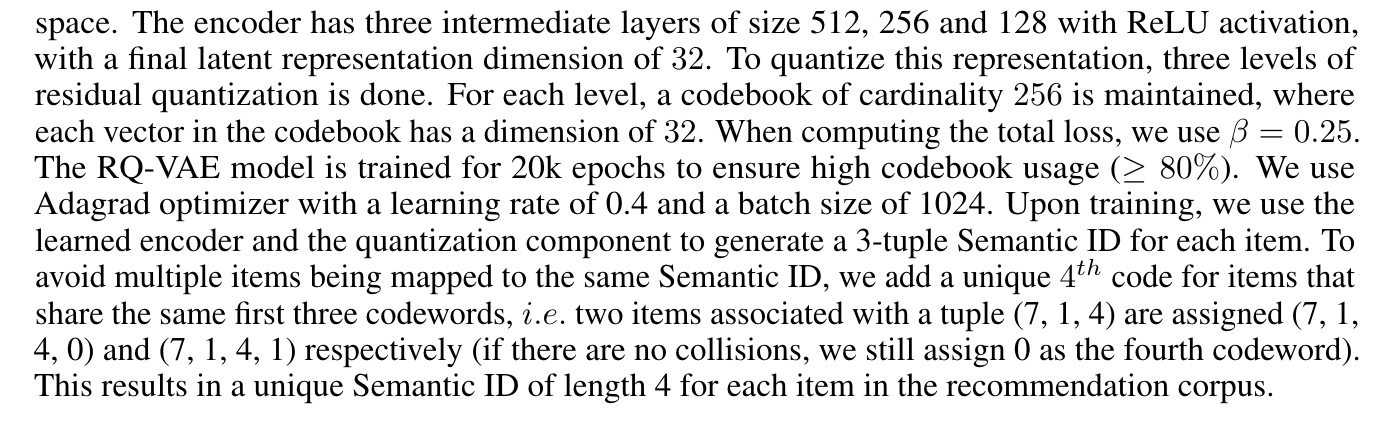 space. The encoder has three intermediate layers of size 512, 256 and 128 with ReLU activation,
with a final latent representation dimension of 32. To quantize this representation, three levels of
residual quantization is done. For each level, a codebook of cardinality 256 is maintained, where
each vector in the codebook has a dimension of 32. When computing the total loss, we use β = 0.25.
The RQ-VAE model is trained for 20k epochs to ensure high codebook usage (≥ 80%). We use
Adagrad optimizer with a learning rate of 0.4 and a batch size of 1024. Upon training, we use the
learned encoder and the quantization component to generate a 3-tuple Semantic ID for each item. To
avoid multiple items being mapped to the same Semantic ID, we add a unique 4th code for items that
share the same first three codewords, i.e. two items associated with a tuple (7, 1, 4) are assigned (7, 1,
4, 0) and (7, 1, 4, 1) respectively (if there are no collisions, we still assign 0 as the fourth codeword).
This results in a unique Semantic ID of length 4 for each item in the recommendation corpus.